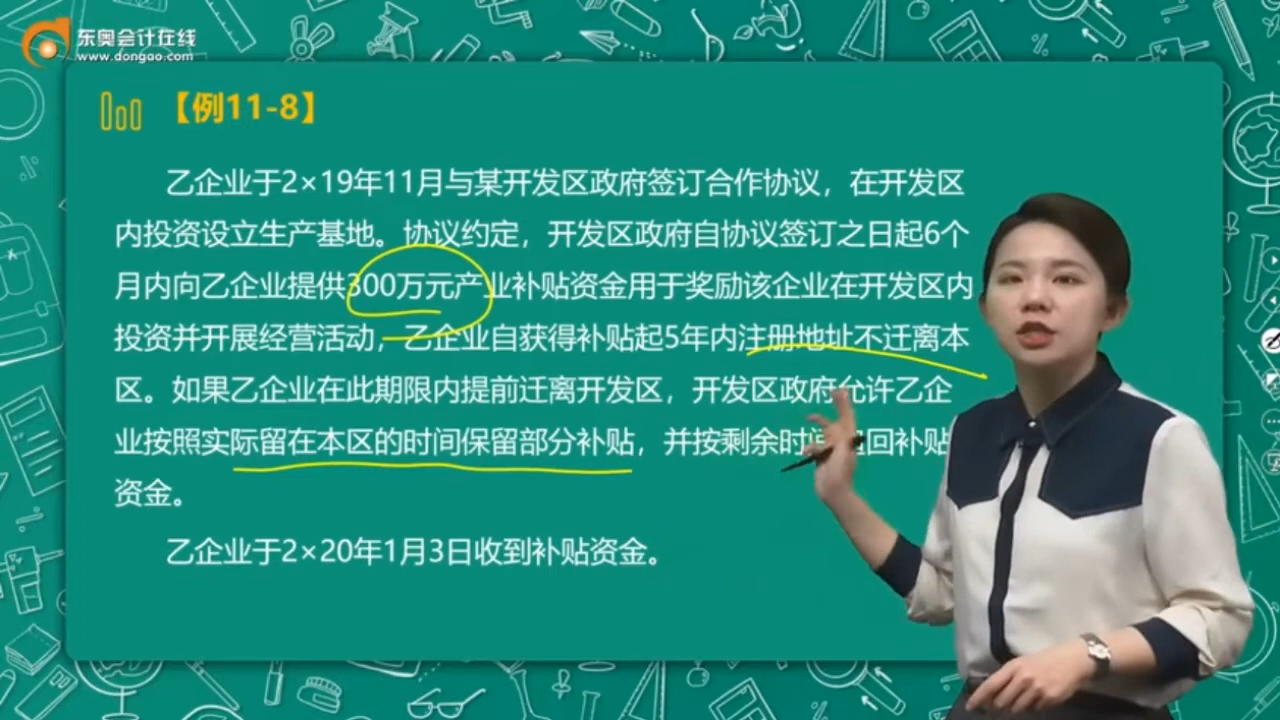 东奥会计在线
www.dongao.com
【例11-8】
乙企业于2×19年11月与某开发区政府签订合作协议，在开发区
内投资设立生产基地。协议约定，开发区政府自协议签订之日起6个
月内向乙企业提供300万元产业补贴资金用于奖励该企业在开发区内
投资并开展经营活动，乙企业自获得补贴起5年内注册地址不迁离本
区。如果乙企业在此期限内提前迁离开发区，开发区政府允许乙企
业按照实际留在本区的时间保留部分补贴，并按剩余时间回补贴
资金。
乙企业于2×20年1月3日收到补贴资金。